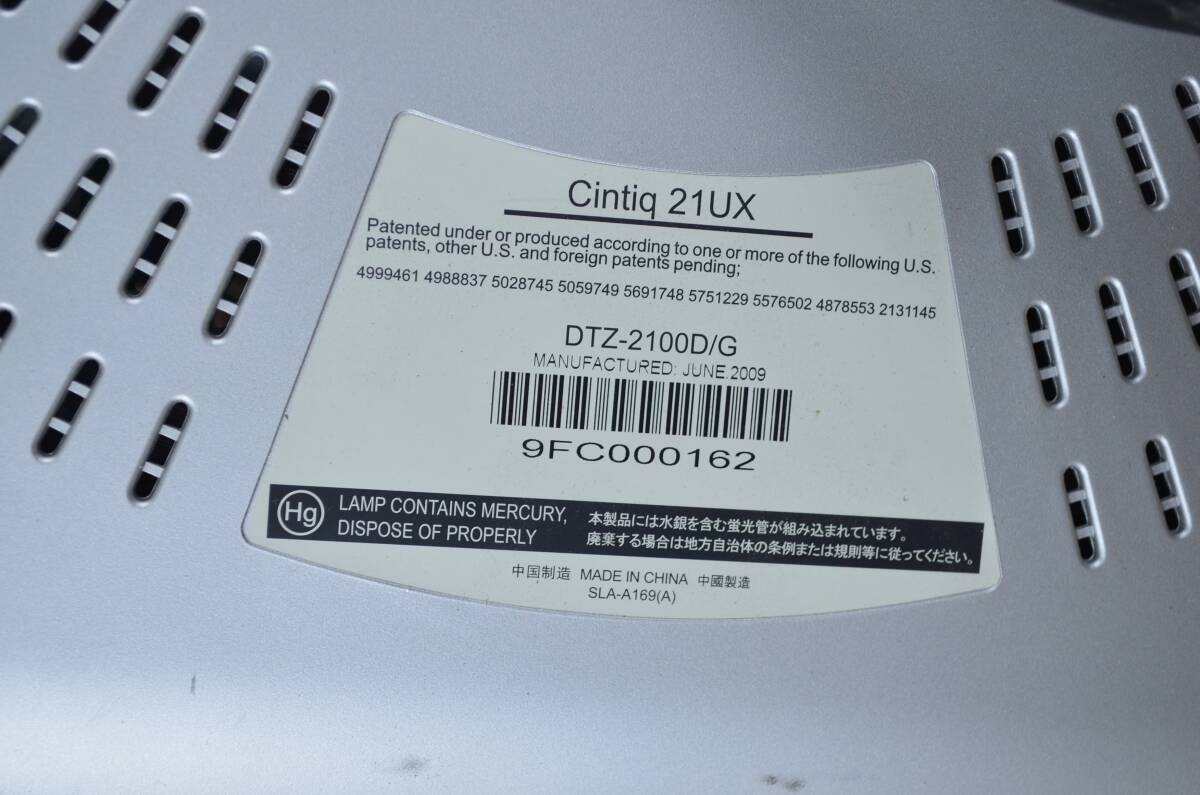 Cintiq 21UX
Patented under or produced according to one or more of the following U.S.
patents, other U.S. and foreign patents pending;
4999461 4988837 5028745 5059749 5691748 5751229 5576502 4878553 2131145
DTZ-2100D/G
MANUFACTURED: JUNE 2009
9FC000162
Hg
LAMP CONTAINS MERCURY,
DISPOSE OF PROPERLY
本製品には水銀を含む蛍光管が組み込まれています。
廃棄する場合は地方自治体の条例または規則等に従ってください。
中国制造 MADE IN CHINA 中國製造
SLA-A169(A)